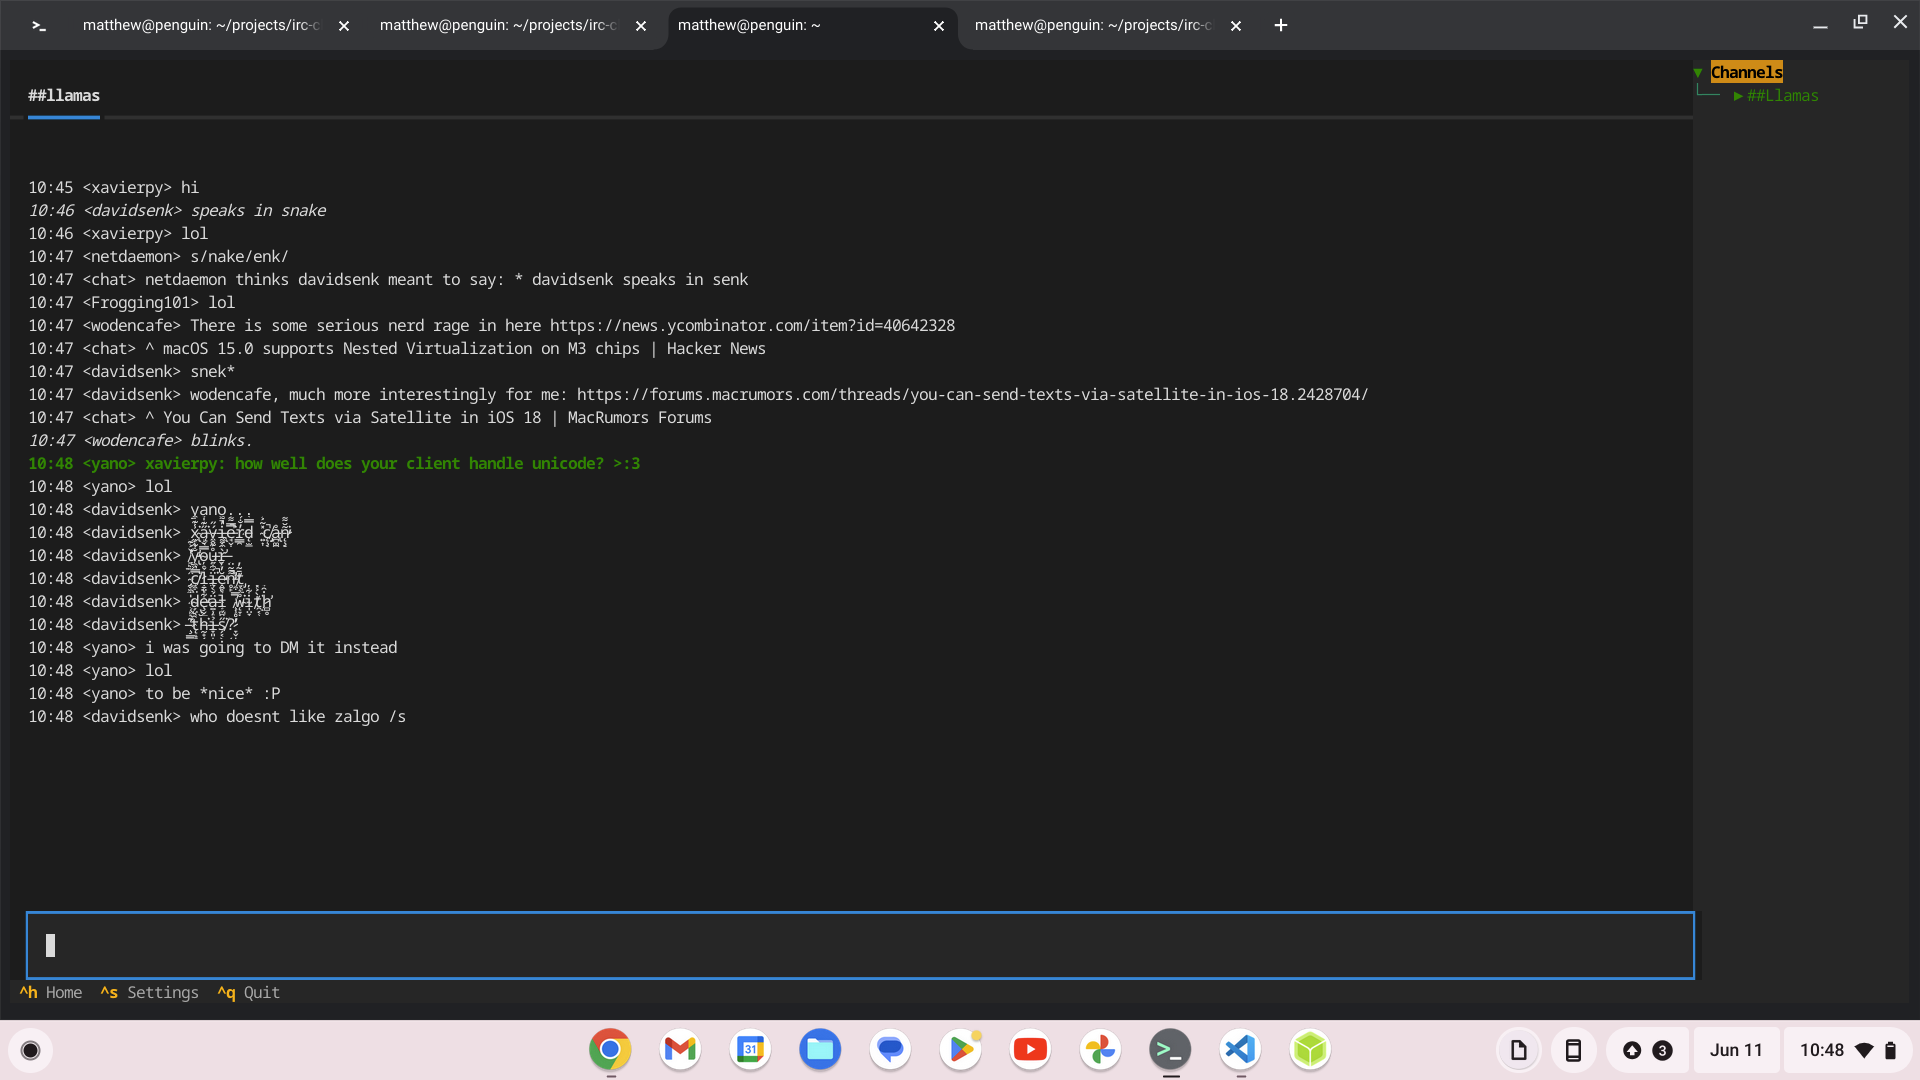 matthew@penguin: ~/projects/irc-c
matthew@penguin: ~/projects/irc-c
matthew@penguin: ~
matthew@penguin: ~/projects/irc-c
##llamas
▼ Channels
▶ ##Llamas
10:45 <xavierpy> hi
10:46 <davidsenk> speaks in snake
10:46 <xavierpy> lol
10:47 <netdaemon> s/nake/enk/
10:47 <chat> netdaemon thinks davidsenk meant to say: * davidsenk speaks in senk
10:47 <Frogging101> lol
10:47 <wodencafe> There is some serious nerd rage in here https://news.ycombinator.com/item?id=40642328
10:47 <chat> ^ macOS 15.0 supports Nested Virtualization on M3 chips | Hacker News
10:47 <davidsenk> snek*
10:47 <davidsenk> wodencafe, much more interestingly for me: https://forums.macrumors.com/threads/you-can-send-texts-via-satellite-in-ios-18.2428704/
10:47 <chat> ^ You Can Send Texts via Satellite in iOS 18 | MacRumors Forums
10:47 <wodencafe> blinks.
10:48 <yano> xavierpy: how well does your client handle unicode? >:3
10:48 <yano> lol
10:48 <davidsenk> yano...
10:48 <davidsenk> xavierd can
10:48 <davidsenk> your
10:48 <davidsenk> client
10:48 <davidsenk> deal with
10:48 <davidsenk> this?
10:48 <yano> i was going to DM it instead
10:48 <yano> lol
10:48 <yano> to be *nice* :P
10:48 <davidsenk> who doesnt like zalgo /s
^h Home ^s Settings ^q Quit
31
3
Jun 11
10:48